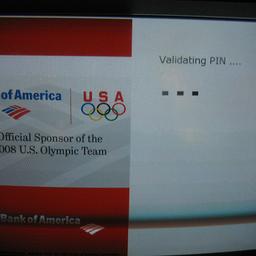 of America
USA
Official Sponsor of the
008 U.S. Olympic Team
Bank of America
Validating PIN ....